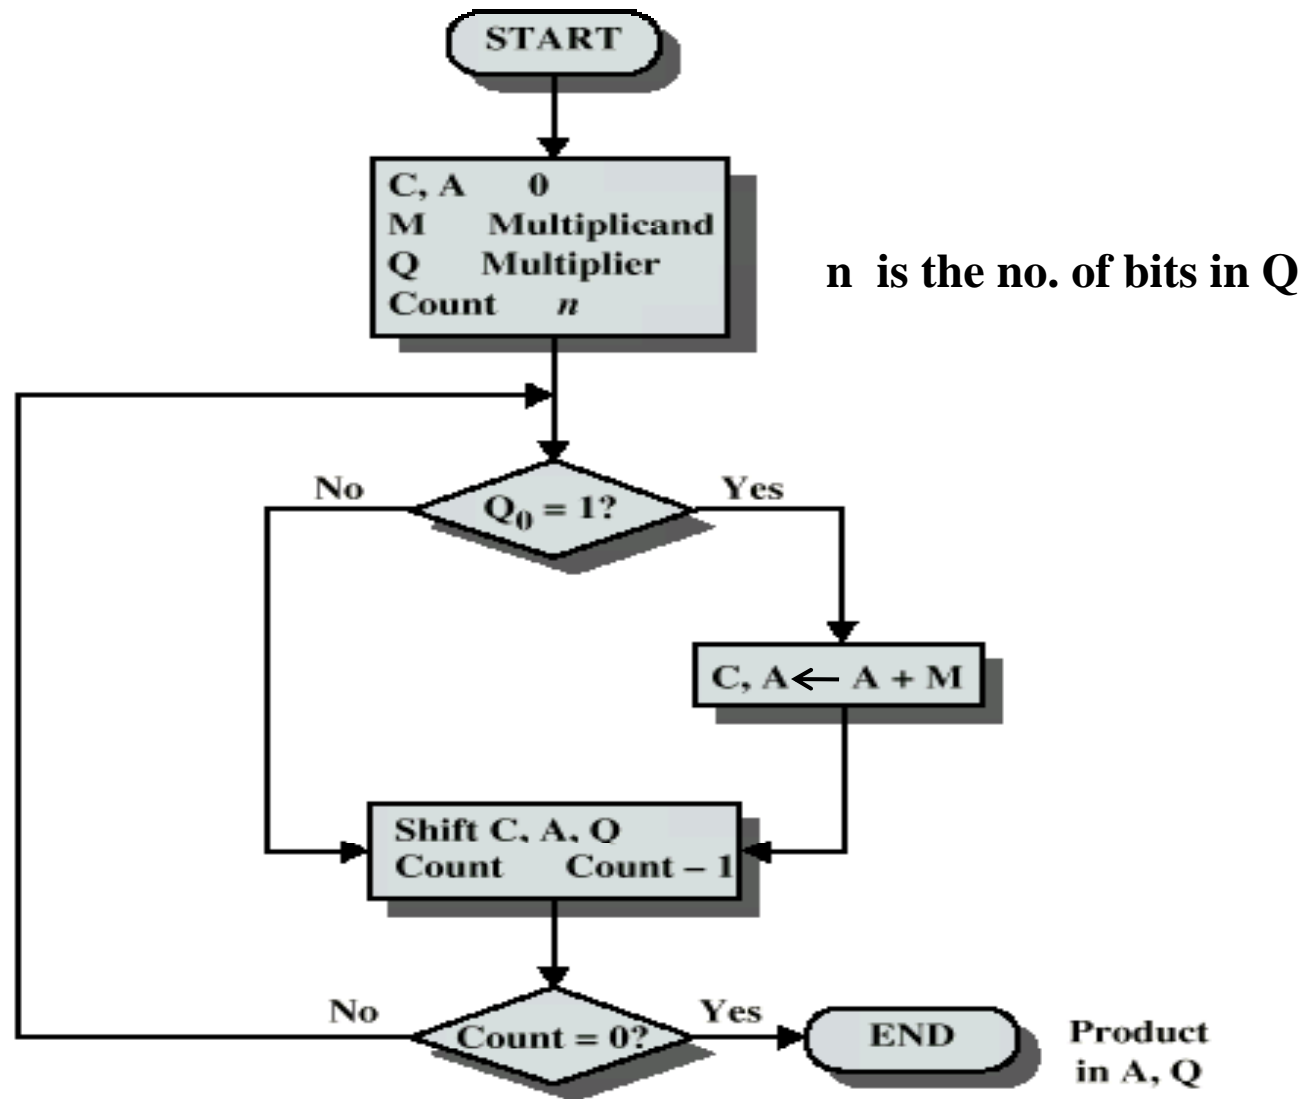 START
C, A 0
M Multiplicand
Q Multiplier
Count n
n is the no. of bits in Q
No
Q0 = 1?
Yes
C, A ← A + M
Shift C, A, Q
Count Count – 1
No
Count = 0?
Yes
END
Product
in A, Q